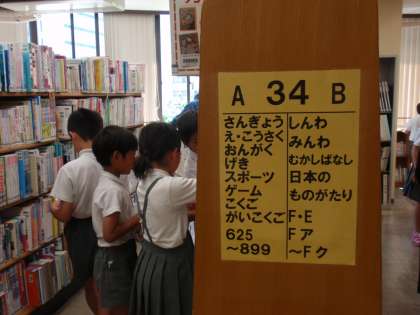 A 34 B
さんぎょう
え・こうさく
おんがく
げき
スポーツ
ゲーム
こくご
がいこくご
625
～899
しんわ
みんわ
むかしばなし
日本の
ものがたり
F・E
F ア
～F ク